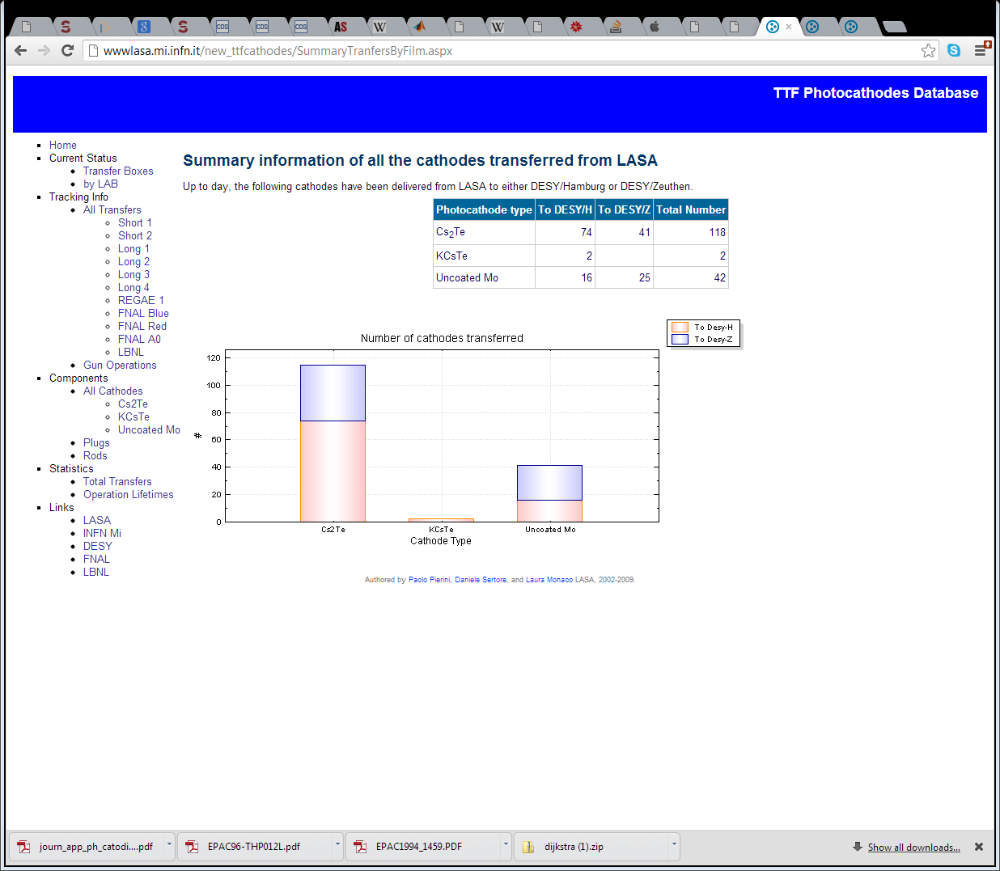 S
8
S
CDS
CDS
CDS
AS
W
W
wwwlasa.mi.infn.it/new_ttfcathodes/SummaryTranfersByFilm.aspx
TTF Photocathodes Database
Home
Current Status
Transfer Boxes
by LAB
Tracking Info
All Transfers
Short 1
Short 2
Long 1
Long 2
Long 3
Long 4
REGAE 1
FNAL Blue
FNAL Red
FNAL A0
LBNL
Gun Operations
Components
All Cathodes
Cs2Te
KCsTe
Uncoated Mo
Plugs
Rods
Statistics
Total Transfers
Operation Lifetimes
Links
LASA
INFN Mi
DESY
FNAL
LBNL
Summary information of all the cathodes transferred from LASA
Up to day, the following cathodes have been delivered from LASA to either DESY/Hamburg or DESY/Zeuthen.
Photocathode type To DESY/H To DESY/Z Total Number
Cs2Te 74 41 118
KCsTe 2 2
Uncoated Mo 16 25 42
Number of cathodes transferred
To Desy-H
To Desy-Z
120
100
80
60
40
20
0
#
Cs2Te KCsTe Uncoated Mo
Cathode Type
Authored by Paolo Pierini, Daniele Sertore, and Laura Monaco LASA, 2002-2009.
journ_app_ph_catodi....pdf EPAC96-THP012L.pdf EPAC1994_1459.PDF dijkstra (1).zip Show all downloads...